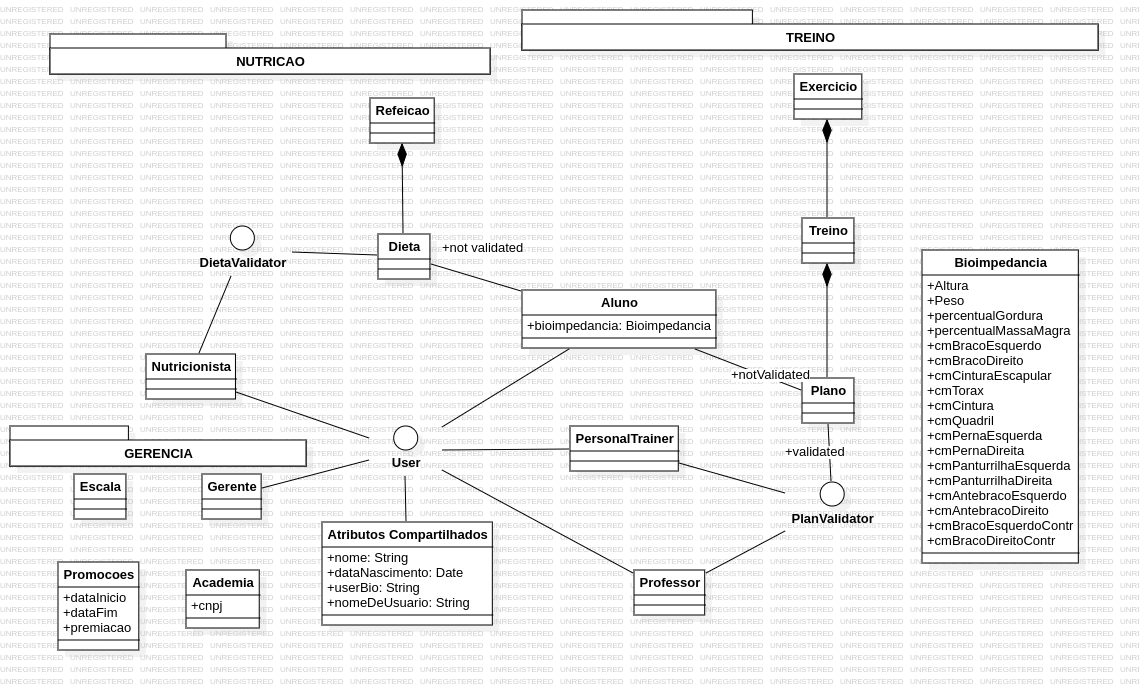 TREINO
NUTRICAO
Exercicio
Refeicao
Treino
Dieta
+not validated
DietaValidator
Bioimpedancia
+Altura
+Peso
+percentualGordura
+percentualMassaMagra
+cmBracoEsquerdo
+cmBracoDireito
+cmCinturaEscapular
+cmTorax
+cmCintura
+cmQuadril
+cmPernaEsquerda
+cmPernaDireita
+cmPanturrilhaEsquerda
+cmPanturrilhaDireita
+cmAntebracoEsquerdo
+cmAntebracoDireito
+cmBracoEsquerdoContr
+cmBracoDireitoContr
Aluno
+bioimpedancia: Bioimpedancia
Nutricionista
+notValidated
Plano
PersonalTrainer
+validated
User
GERENCIA
Escala
Gerente
PlanValidator
Atributos Compartilhados
+nome: String
+dataNascimento: Date
+userBio: String
+nomeDeUsuario: String
Promocoes
+dataInicio
+dataFim
+premiacao
Academia
+cnpj
Professor
UNREGISTERED